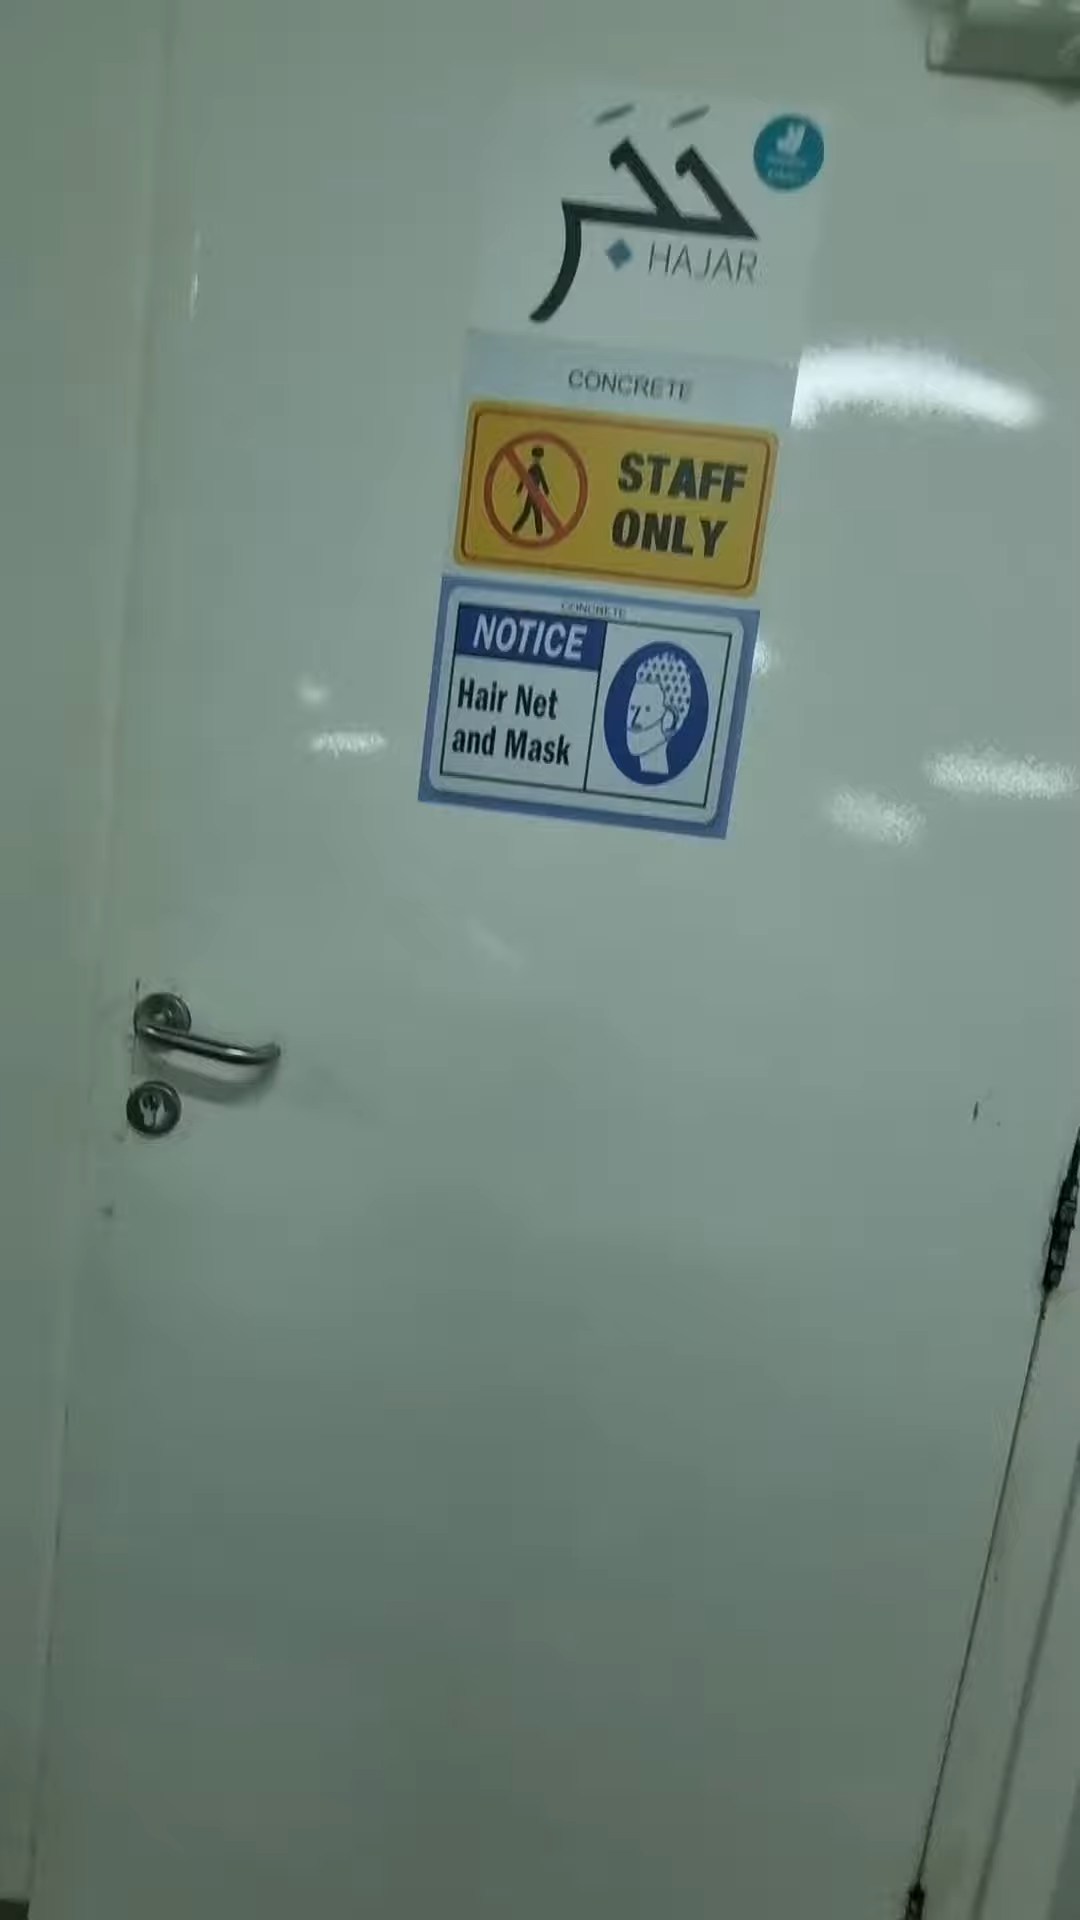 حَجَر
HAJAR
CONCRETE
STAFF
ONLY
CONCRETE
NOTICE
Hair Net
and Mask